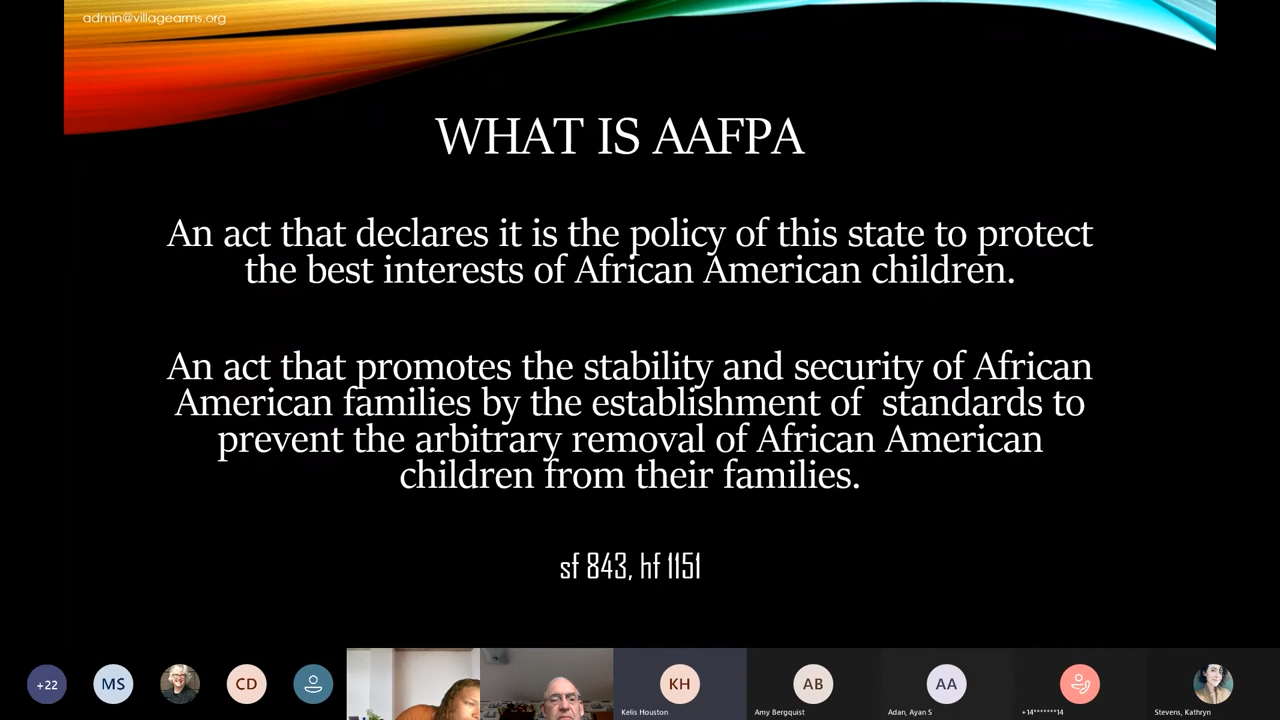 admin@villagearms.org
WHAT IS AAFPA
An act that declares it is the policy of this state to protect
the best interests of African American children.
An act that promotes the stability and security of African
American families by the establishment of  standards to
prevent the arbitrary removal of African American
children from their families.
sf 843, hf 1151
+22
MS
CD
KH
AB
AA
Kelis Houston
Amy Bergquist
Adan, Ayan S
+14*******14
Stevens, Kathryn